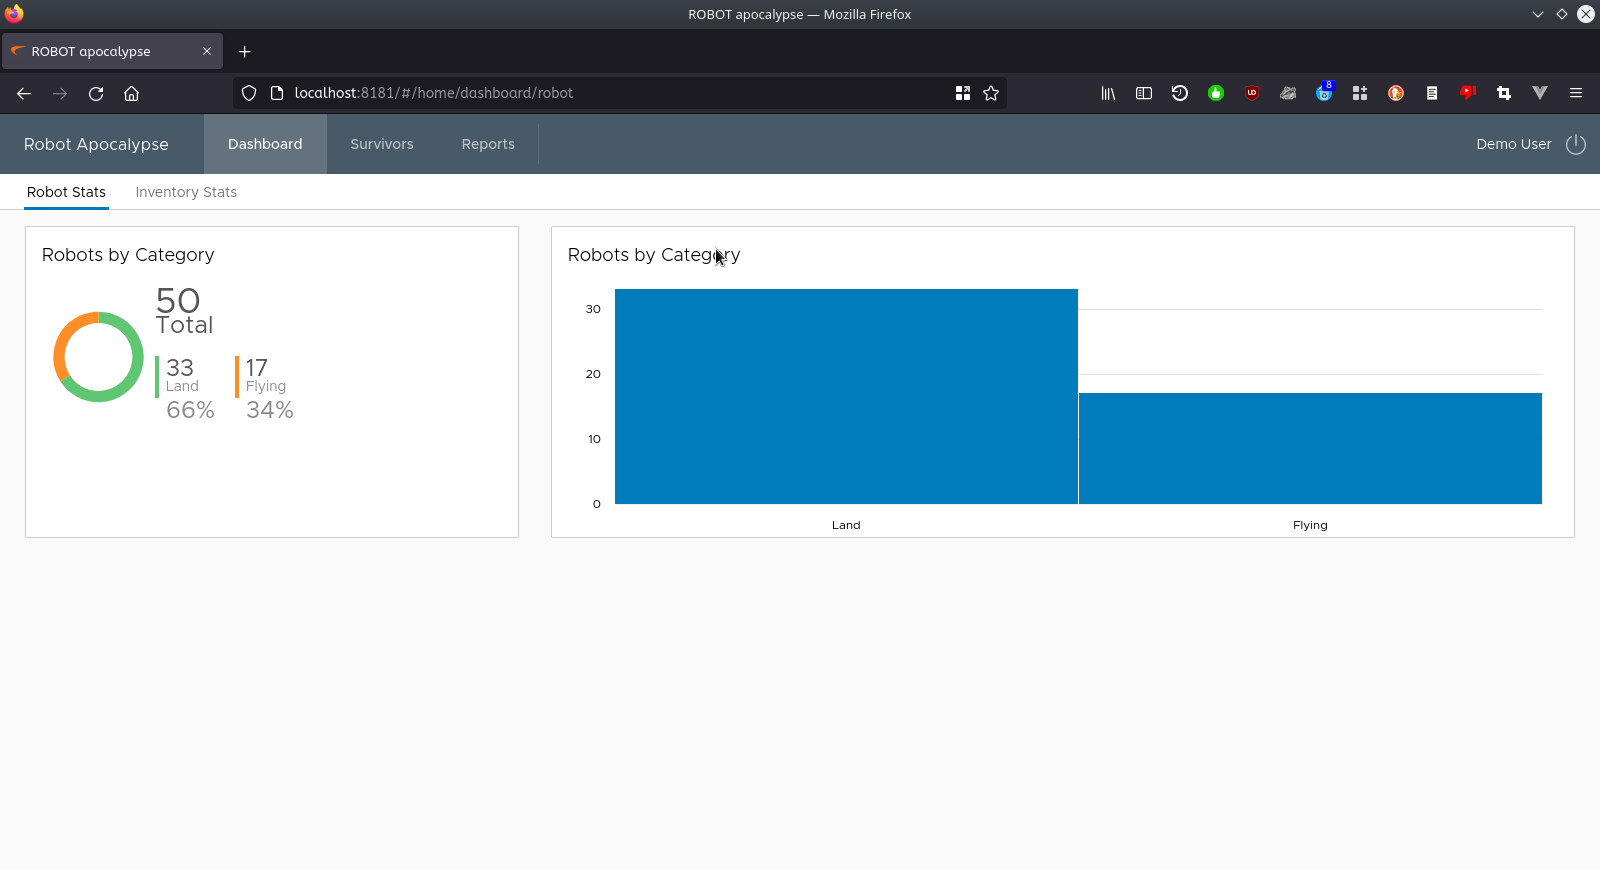 ROBOT apocalypse — Mozilla Firefox
ROBOT apocalypse
localhost:8181/#/home/dashboard/robot
8
UD
Robot Apocalypse
Dashboard
Survivors
Reports
Demo User
Robot Stats
Inventory Stats
Robots by Category
50
Total
33
Land
66%
17
Flying
34%
Robots by Category
30
20
10
0
Land
Flying